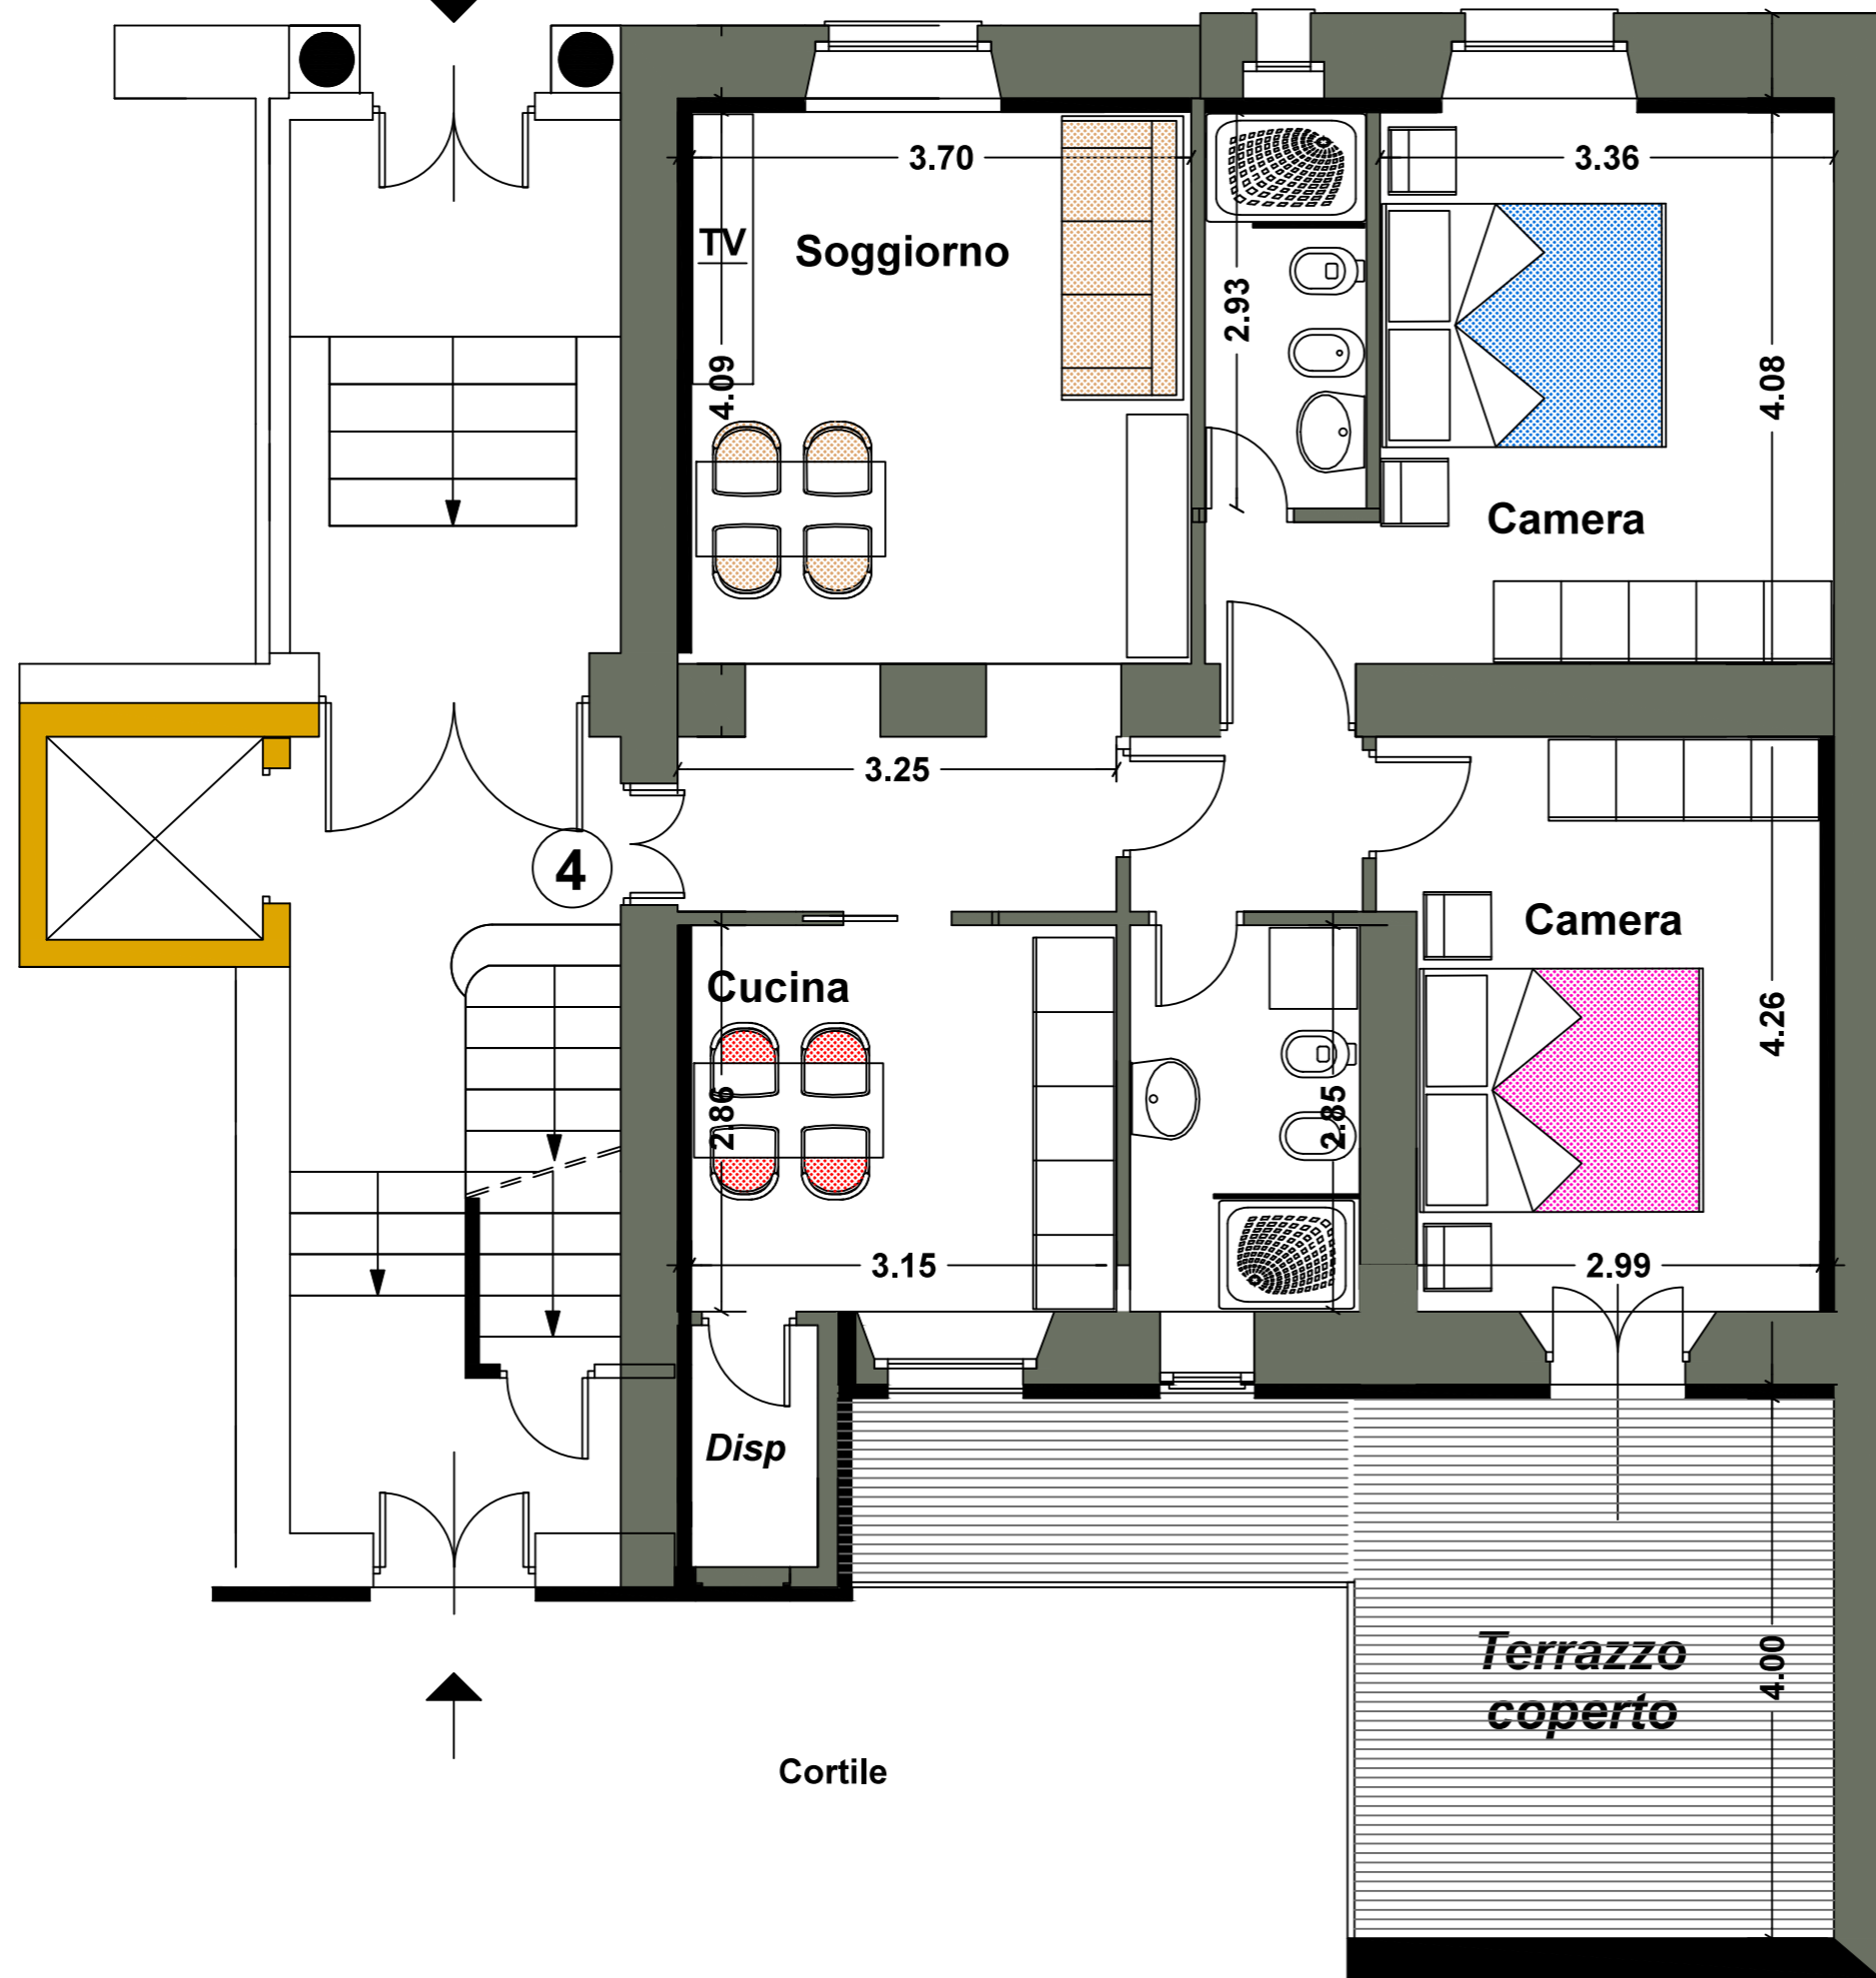 3.70
3.36
TV
Soggiorno
2.93
4.09
4.08
Camera
3.25
4
Camera
Cucina
4.26
2.86
2.85
3.15
2.99
Disp
Terrazzo
coperto
4.00
Cortile